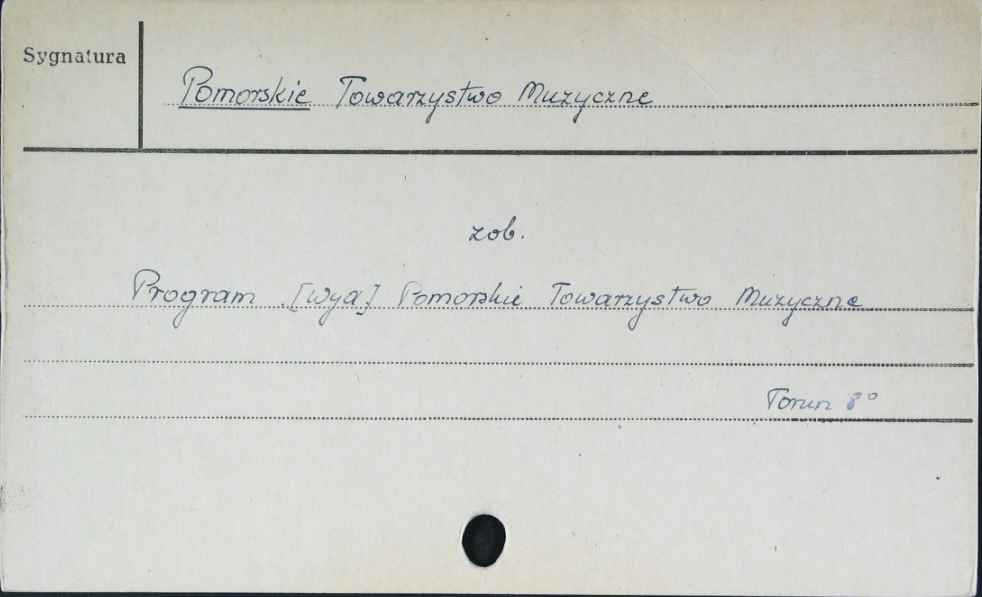 Sygnatura
Pomorskie Towarzystwo Muzyczne
zob.
Program [wyd] Pomorskie Towarzystwo Muzyczne
Toruń 8°